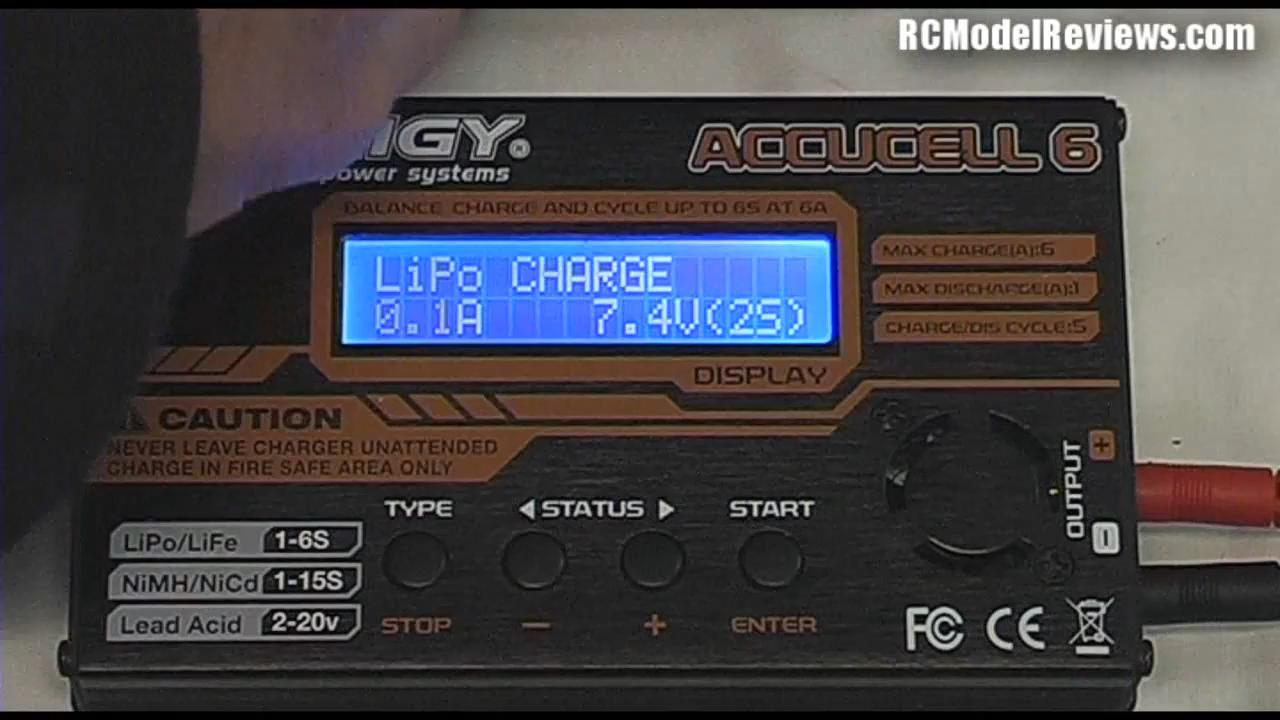 RCModelReviews.com
IGY®
power systems
ACCUCELL 6
BALANCE CHARGE AND CYCLE UP TO 6S AT 6A
LiPo CHARGE
0.1A 7.4V(2S)
MAX CHARGE(A):6
MAX DISCHARGE(A):1
CHARGE/DIS CYCLE:5
DISPLAY
CAUTION
NEVER LEAVE CHARGER UNATTENDED
CHARGE IN FIRE SAFE AREA ONLY
TYPE ◀ STATUS ▶ START
OUTPUT
+
-
LiPo/LiFe 1-6S
NiMH/NiCd 1-15S
Lead Acid 2-20v
STOP - + ENTER
FC CE